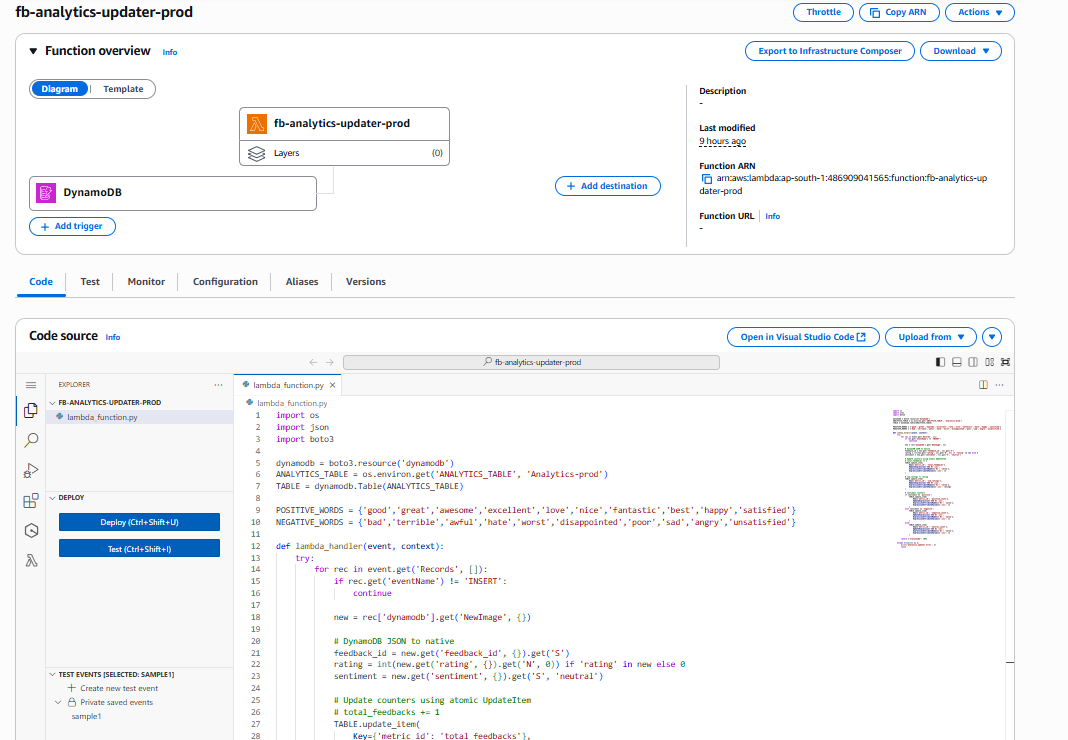 fb-analytics-updater-prod
Throttle
Copy ARN
Actions
Function overview
Info
Export to Infrastructure Composer
Download
Diagram
Template
fb-analytics-updater-prod
Layers
(0)
DynamoDB
Add trigger
Add destination
Description
-
Last modified
9 hours ago
Function ARN
arn:aws:lambda:ap-south-1:486909041565:function:fb-analytics-up
dater-prod
Function URL
Info
-
Code
Test
Monitor
Configuration
Aliases
Versions
Code source
Info
Open in Visual Studio Code
Upload from
fb-analytics-updater-prod
EXPLORER
FB-ANALYTICS-UPDATER-PROD
lambda_function.py
DEPLOY
Deploy (Ctrl+Shift+U)
Test (Ctrl+Shift+I)
TEST EVENTS [SELECTED: SAMPLE1]
Create new test event
Private saved events
sample1
lambda_function.py
lambda_function.py
1 import os
2 import json
3 import boto3
4
5 dynamodb = boto3.resource('dynamodb')
6 ANALYTICS_TABLE = os.environ.get('ANALYTICS_TABLE', 'Analytics-prod')
7 TABLE = dynamodb.Table(ANALYTICS_TABLE)
8
9 POSITIVE_WORDS = {'good','great','awesome','excellent','love','nice','fantastic','best','happy','satisfied'}
10 NEGATIVE_WORDS = {'bad','terrible','awful','hate','worst','disappointed','poor','sad','angry','unsatisfied'}
11
12 def lambda_handler(event, context):
13 try:
14 for rec in event.get('Records', []):
15 if rec.get('eventName') != 'INSERT':
16 continue
17
18 new = rec['dynamodb'].get('NewImage', {})
19
20 # DynamoDB JSON to native
21 feedback_id = new.get('feedback_id', {}).get('S')
22 rating = int(new.get('rating', {}).get('N', 0)) if 'rating' in new else 0
23 sentiment = new.get('sentiment', {}).get('S', 'neutral')
24
25 # Update counters using atomic UpdateItem
26 # total_feedbacks += 1
27 TABLE.update_item(
28 Key={'metric_id': 'total_feedbacks'},